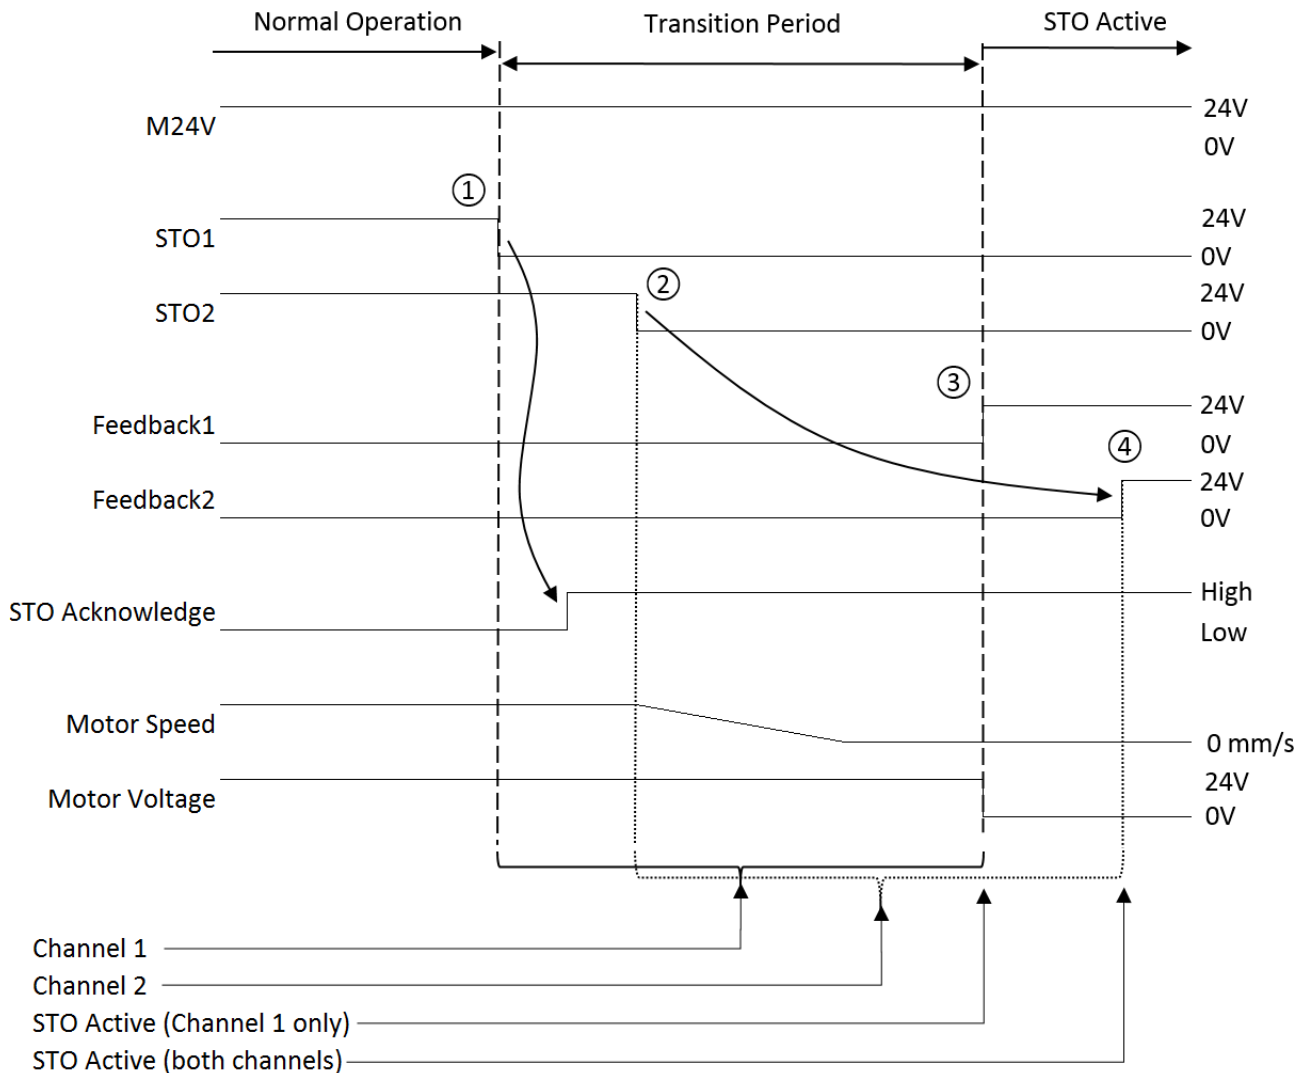 Normal Operation
Transition Period
STO Active
M24V
24V
0V
①
STO1
24V
0V
②
STO2
24V
0V
③
Feedback1
24V
0V
④
Feedback2
24V
0V
STO Acknowledge
High
Low
Motor Speed
0 mm/s
Motor Voltage
24V
0V
Channel 1
Channel 2
STO Active (Channel 1 only)
STO Active (both channels)